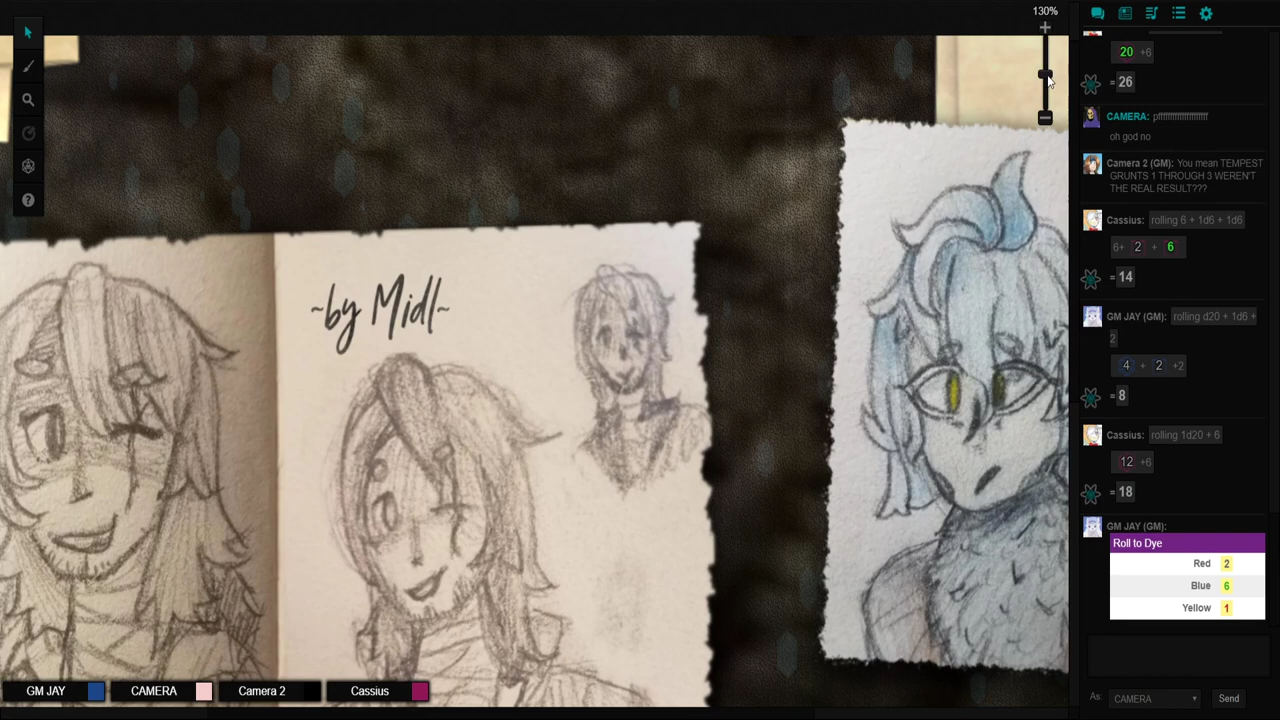 130%
20 +6
= 26
CAMERA: pffffffffffffffffffff
oh god no
Camera 2 (GM): You mean TEMPEST
GRUNTS 1 THROUGH 3 WEREN'T
THE REAL RESULT???
Cassius: rolling 6 + 1d6 + 1d6
6+ 2 + 6
= 14
GM JAY (GM): rolling d20 + 1d6 +
2
4 + 2 +2
= 8
Cassius: rolling 1d20 + 6
12 +6
= 18
GM JAY (GM):
Roll to Dye
Red 2
Blue 6
Yellow 1
~by Midl~
GM JAY CAMERA Camera 2 Cassius
As: CAMERA Send